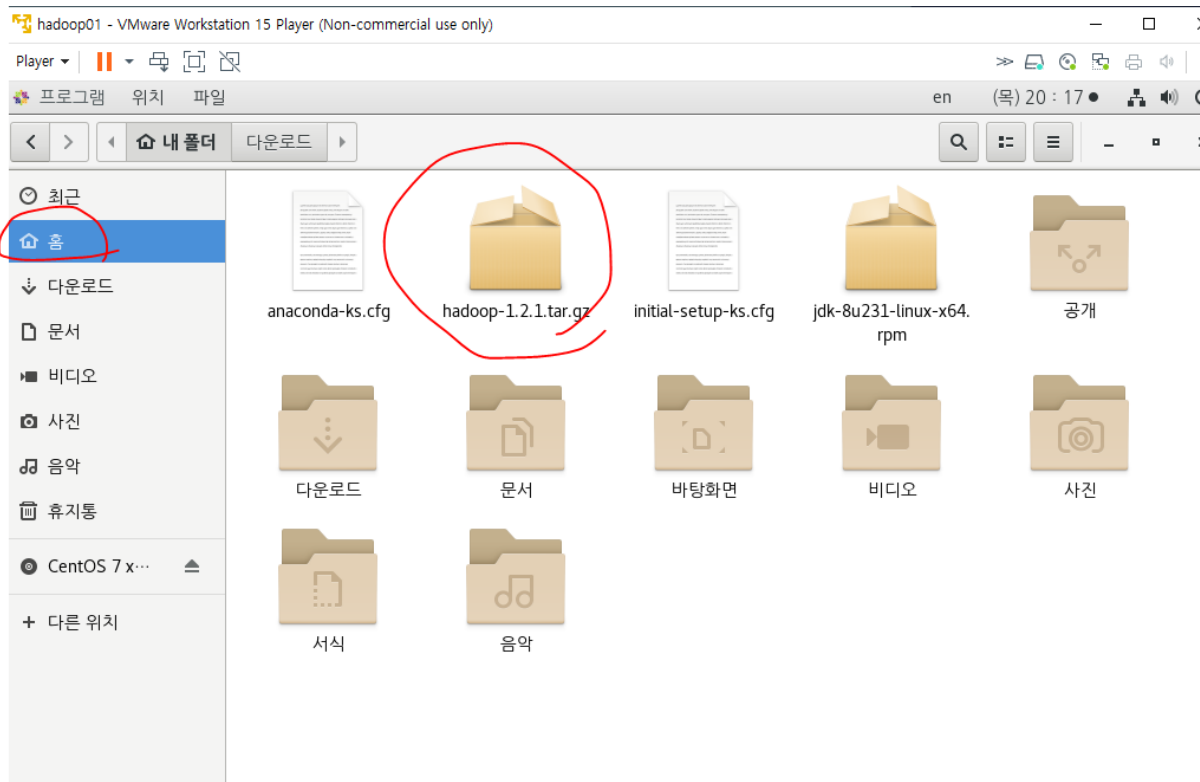 hadoop01 - VMware Workstation 15 Player (Non-commercial use only)
Player
프로그램 위치 파일 en (목) 20 : 17
내 폴더 다운로드
최근
홈
다운로드
문서
비디오
사진
음악
휴지통
CentOS 7 x···
다른 위치
anaconda-ks.cfg
hadoop-1.2.1.tar.gz
initial-setup-ks.cfg
jdk-8u231-linux-x64.
rpm
공개
다운로드
문서
바탕화면
비디오
사진
서식
음악